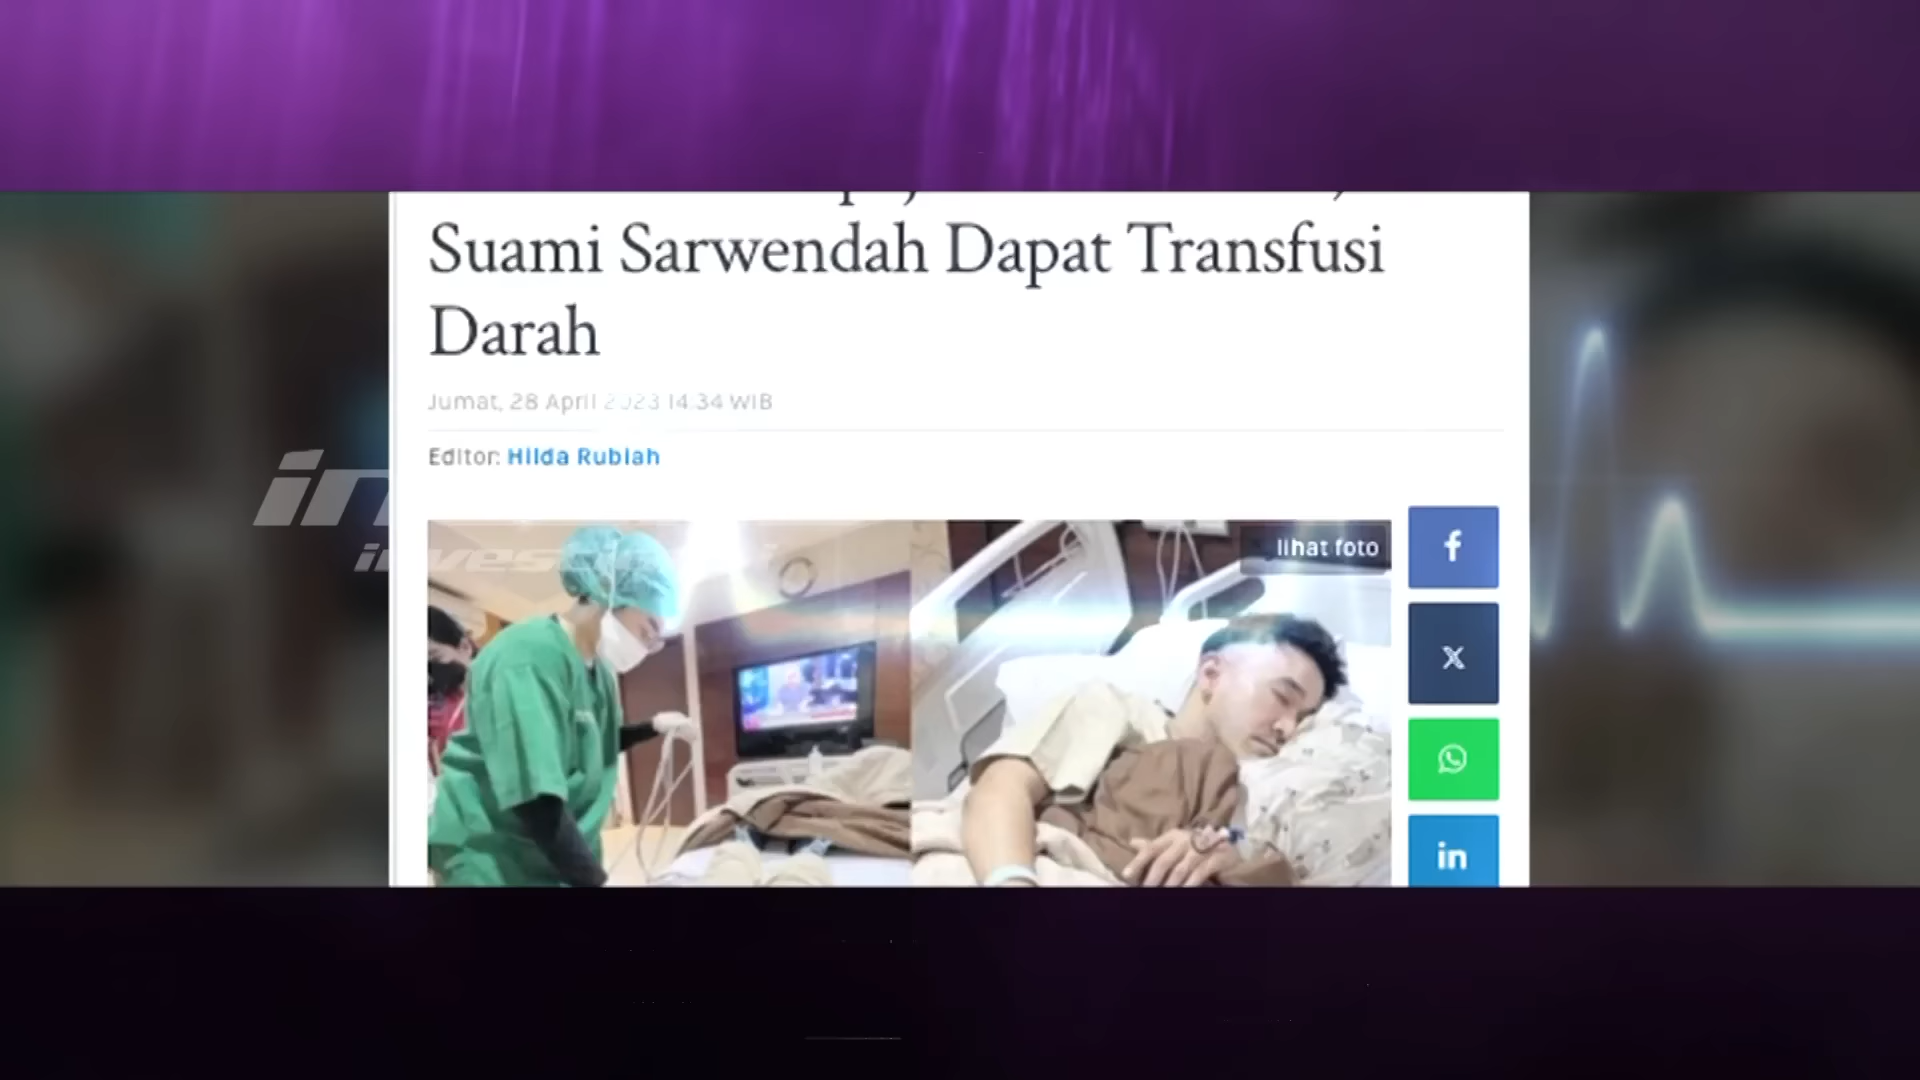 Suami Sarwendah Dapat Transfusi
Darah
Jumat, 28 April 2023 14:34 WIB
Editor: Hilda Rubiah
lihat foto